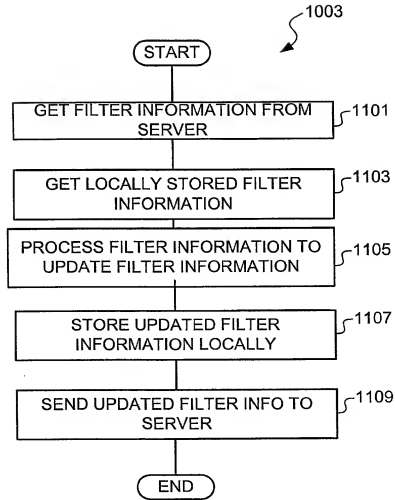 1003
START
GET FILTER INFORMATION FROM
SERVER
1101
GET LOCALLY STORED FILTER
INFORMATION
1103
PROCESS FILTER INFORMATION TO
UPDATE FILTER INFORMATION
1105
STORE UPDATED FILTER
INFORMATION LOCALLY
1107
SEND UPDATED FILTER INFO TO
SERVER
1109
END